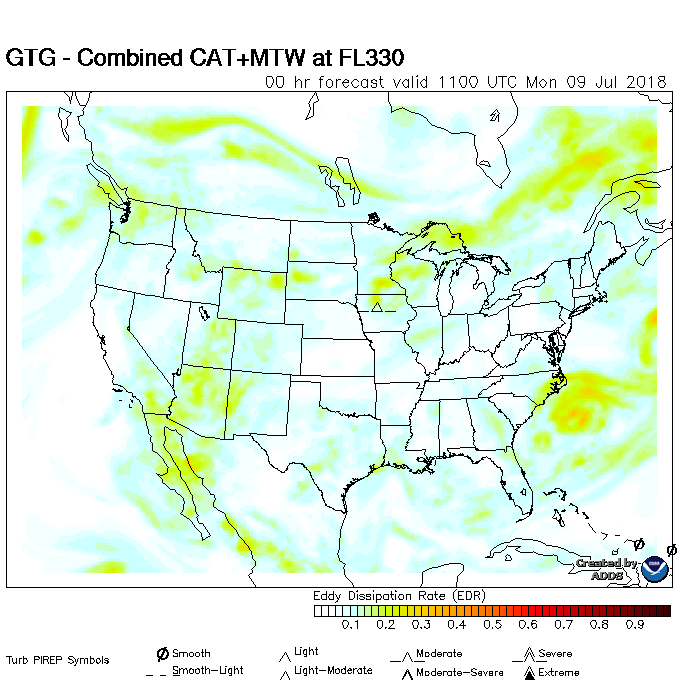 GTG - Combined CAT+MTW at FL330
00 hr forecast valid 1100 UTC Mon 09 Jul 2018
Created by
ADDS
Eddy Dissipation Rate (EDR)
0.1 0.2 0.3 0.4 0.5 0.6 0.7 0.8 0.9
Turb PIREP Symbols
Smooth Light Moderate Severe
Smooth-Light Light-Moderate Moderate-Severe Extreme